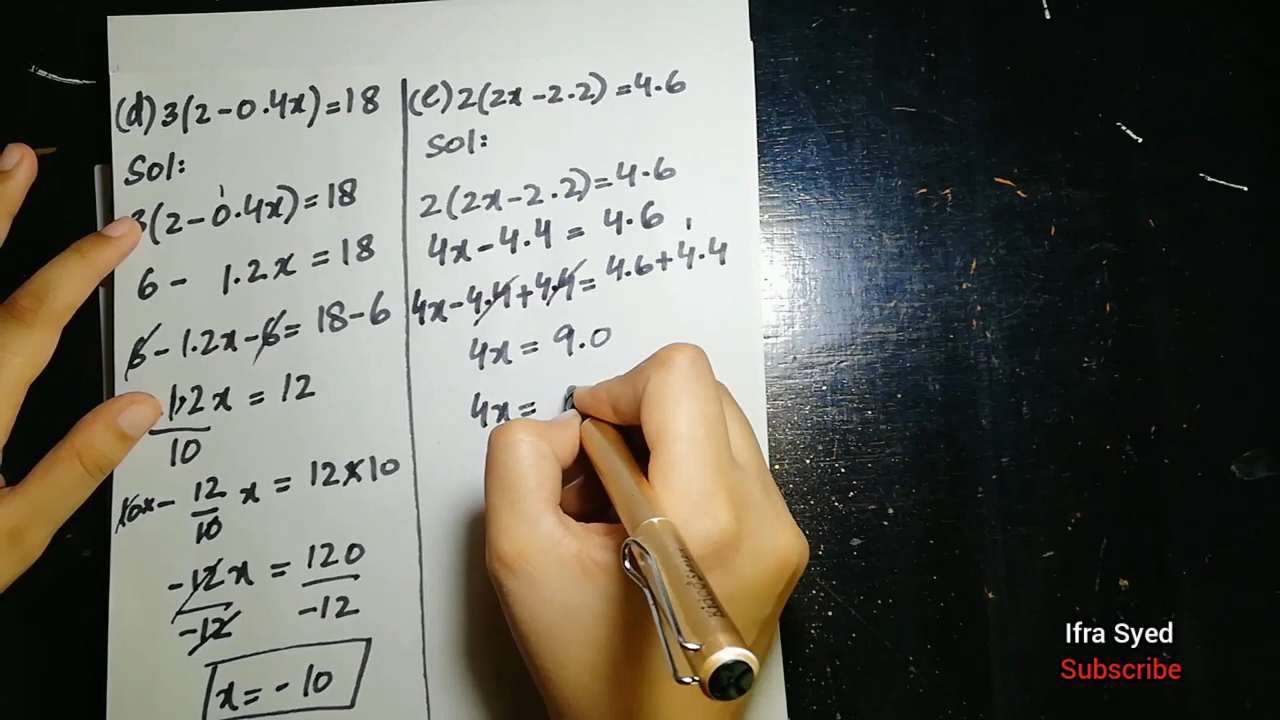 (d) 3(2-0.4x)=18
Sol:
3(2-0.4x)=18
6 - 1.2x = 18
6-1.2x-6= 18-6
1.2x = 12
10
10x- 12 x = 12x10
10
-12x = 120
-12 -12
x=-10
(e) 2(2x-2.2)=4.6
Sol:
2(2x-2.2)=4.6
4x-4.4 = 4.6
4x-4.4+4.4=4.6+4.4
4x = 9.0
4x =
Ifra Syed
Subscribe